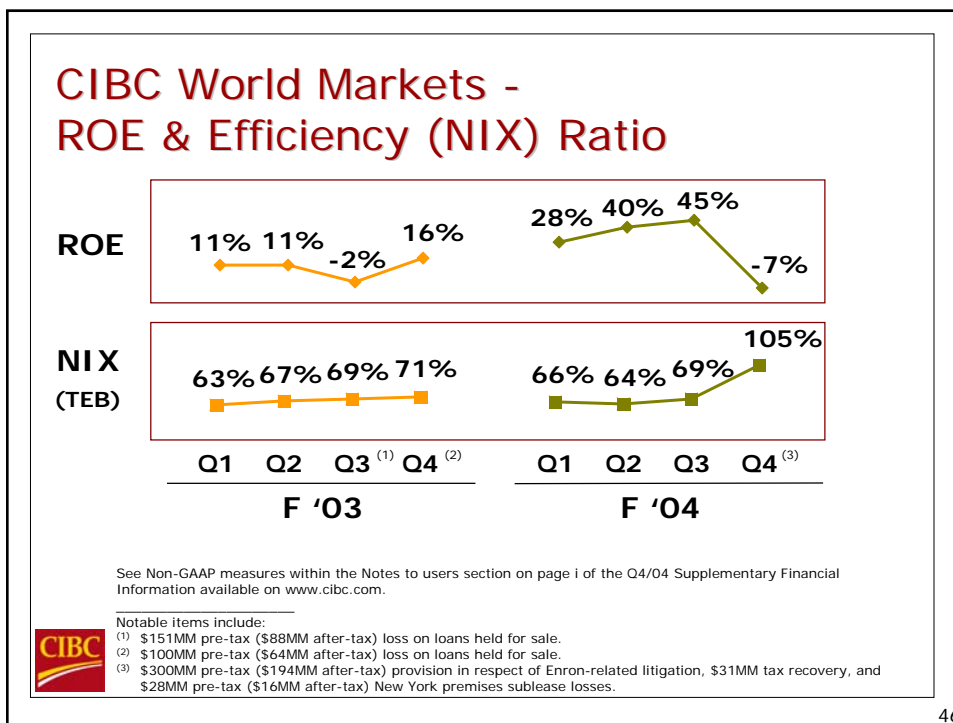 CIBC World Markets -
ROE & Efficiency (NIX) Ratio
ROE
11% 11% -2% 16% 28% 40% 45% -7%
NIX
(TEB)
63% 67% 69% 71% 66% 64% 69% 105%
Q1 Q2 Q3 (1) Q4 (2) Q1 Q2 Q3 Q4 (3)
F ‘03 F ‘04
See Non-GAAP measures within the Notes to users section on page i of the Q4/04 Supplementary Financial
Information available on www.cibc.com.
Notable items include:
(1) $151MM pre-tax ($88MM after-tax) loss on loans held for sale.
(2) $100MM pre-tax ($64MM after-tax) loss on loans held for sale.
(3) $300MM pre-tax ($194MM after-tax) provision in respect of Enron-related litigation, $31MM tax recovery, and
$28MM pre-tax ($16MM after-tax) New York premises sublease losses.
CIBC